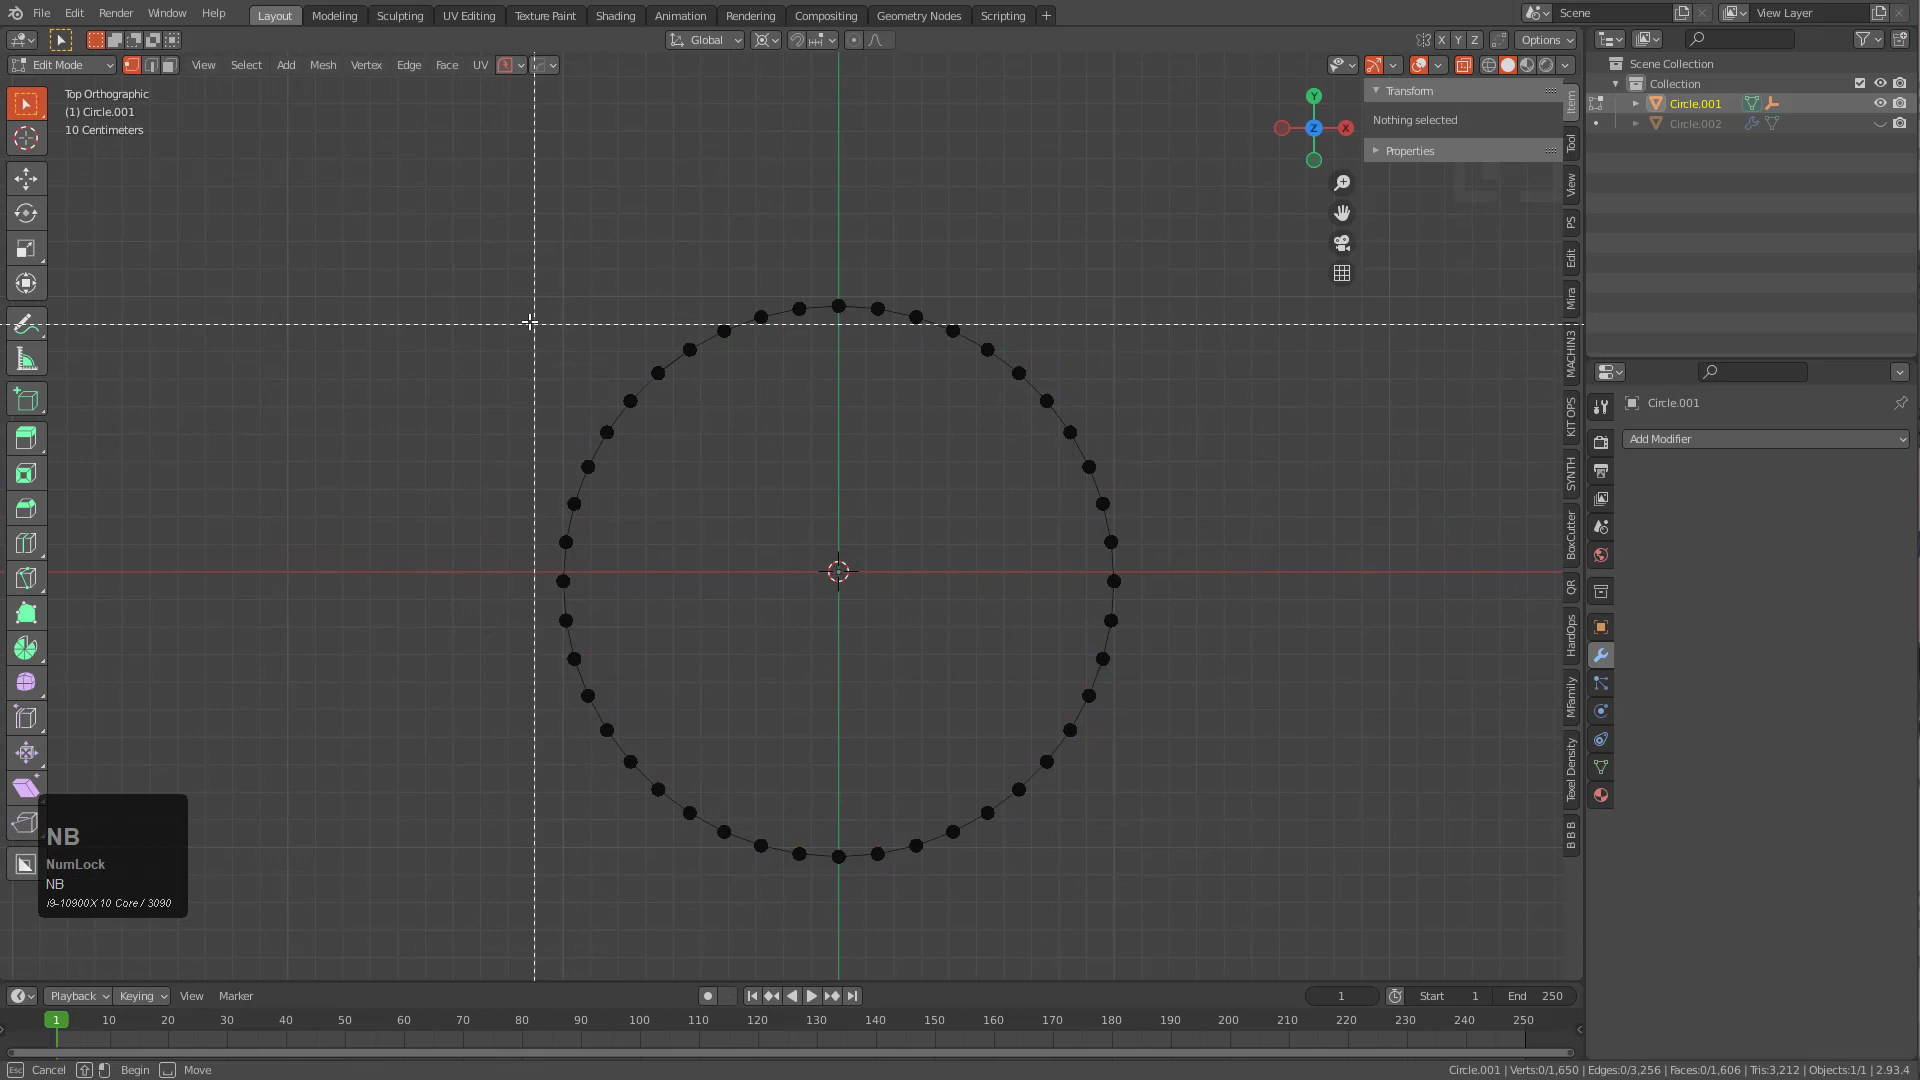 File Edit Render Window Help Layout Modeling Sculpting UV Editing Texture Paint Shading Animation Rendering Compositing Geometry Nodes Scripting + Scene View Layer
Global X Y Z Options
Edit Mode View Select Add Mesh Vertex Edge Face UV
Top Orthographic
(1) Circle.001
10 Centimeters
Y
X
Z
Transform
Nothing selected
Properties
Item
Tool
View
PS
Edit
Mira
MACHIN3
KIT OPS
SYNTH
BoxCutter
QR
HardOps
MFamily
Texel Density
B B B
Scene Collection
Collection
Circle.001
Circle.002
Circle.001
Add Modifier
NB
NumLock
NB
i9-10900X 10 Core / 3090
Playback Keying View Marker 1 Start 1 End 250
1 10 20 30 40 50 60 70 80 90 100 110 120 130 140 150 160 170 180 190 200 210 220 230 240 250
Esc Cancel Begin Move Circle.001 | Verts:0/1,650 | Edges:0/3,256 | Faces:0/1,606 | Tris:3,212 | Objects:1/1 | 2.93.4